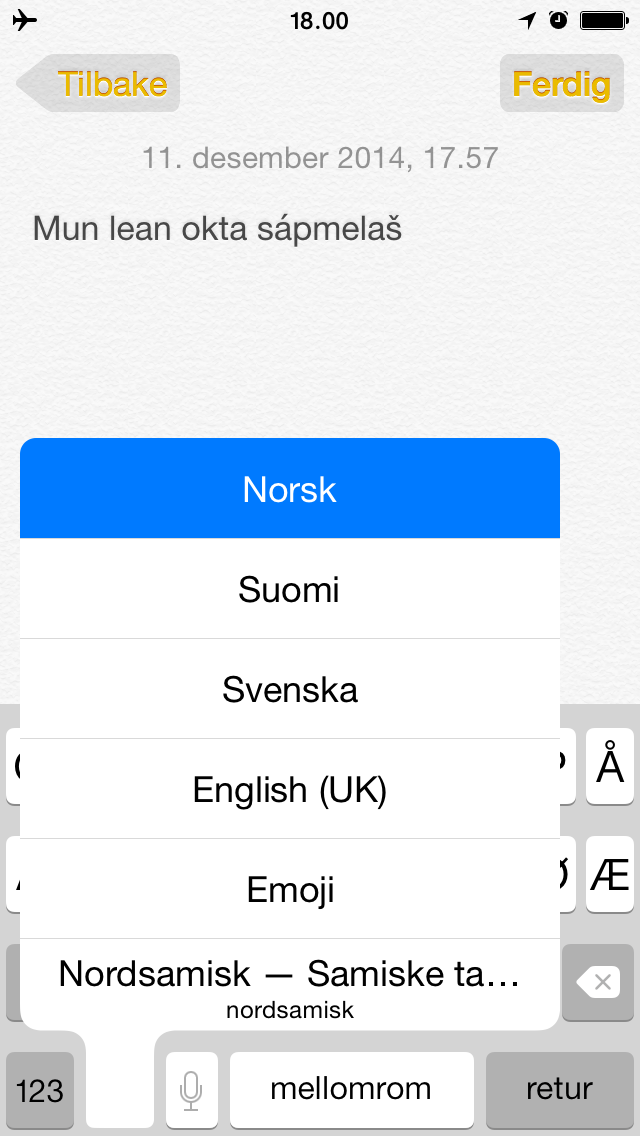 18.00
Tilbake
Ferdig
11. desember 2014, 17.57
Mun lean okta sápmelaš
Norsk
Suomi
Svenska
English (UK)
Emoji
Nordsamisk — Samiske ta...
nordsamisk
Å
Æ
123
mellomrom
retur